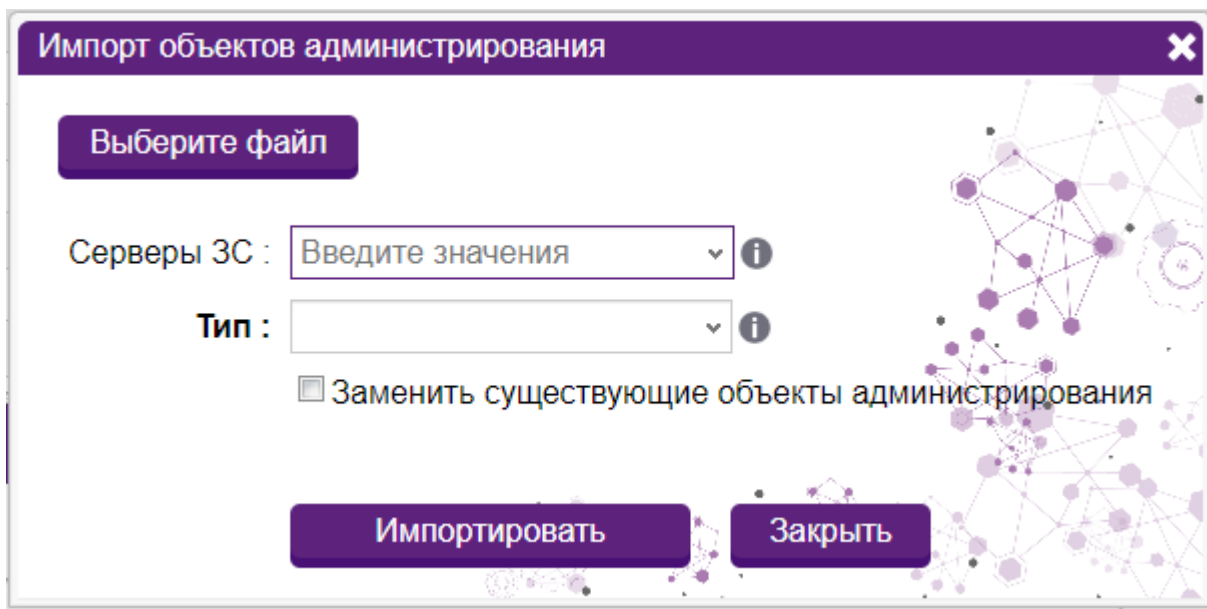 Импорт объектов администрирования
Выберите файл
Серверы ЗС : Введите значения
Тип :
Заменить существующие объекты администрирования
Импортировать Закрыть